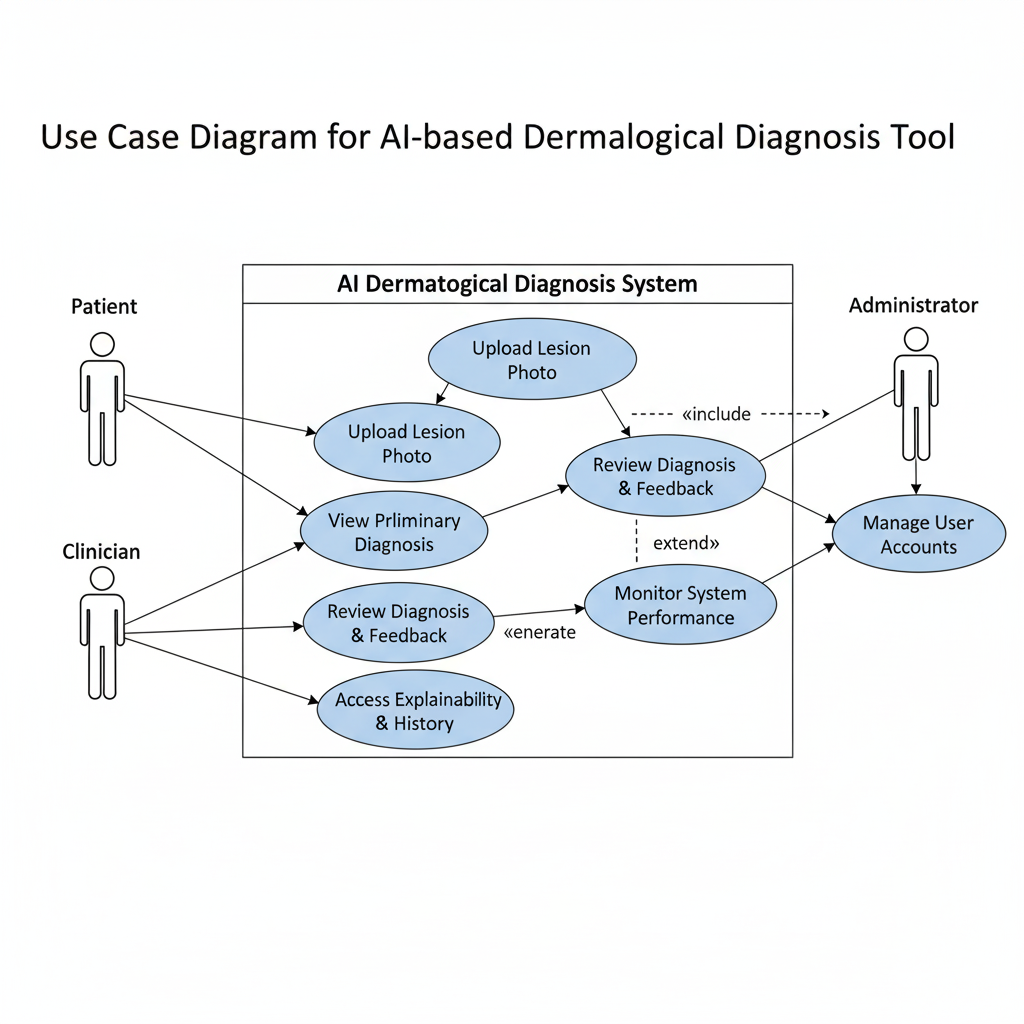 Use Case Diagram for AI-based Dermalogical Diagnosis Tool
AI Dermatogical Diagnosis System
Patient
Administrator
Upload Lesion
Photo
«include
Upload Lesion
Photo
Review Diagnosis
& Feedback
View Prliminary
Diagnosis
Manage User
Accounts
extend»
Clinician
Monitor System
Performance
Review Diagnosis
& Feedback
«enerate
Access Explainability
& History